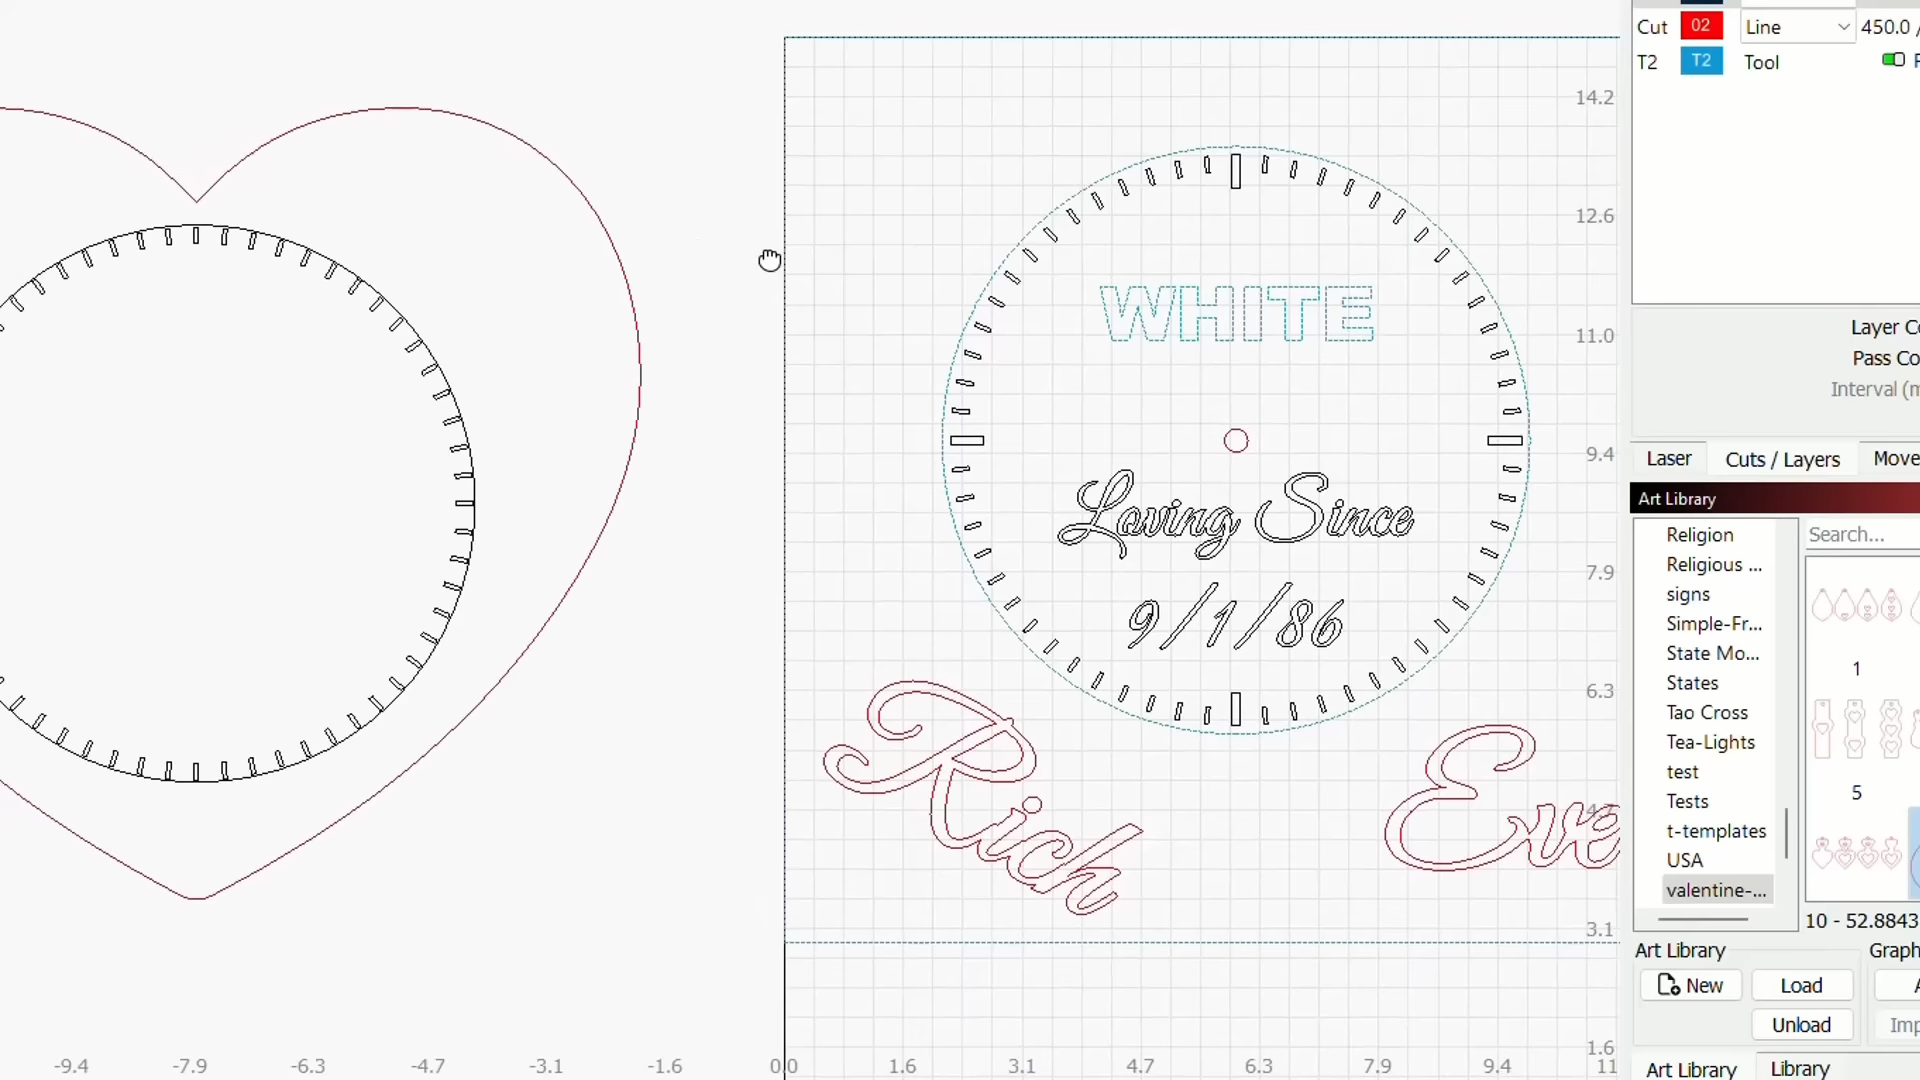 Cut 02 Line 450.0 /
T2 T2 Tool
14.2
12.6
11.0
9.4
7.9
6.3
4.7
3.1
1.6
WHITE
Loving Since
9/1/86
Rich
Eve
-9.4 -7.9 -6.3 -4.7 -3.1 -1.6 0.0 1.6 3.1 4.7 6.3 7.9 9.4 11
Layer Co
Pass Co
Interval (m
Laser Cuts / Layers Move
Art Library
Search...
Religion
Religious ...
signs
Simple-Fr...
State Mo...
States
Tao Cross
Tea-Lights
test
Tests
t-templates
USA
valentine-...
1
5
10 - 52.8843
Art Library Graph
New Load A
Unload Imp
Art Library Library